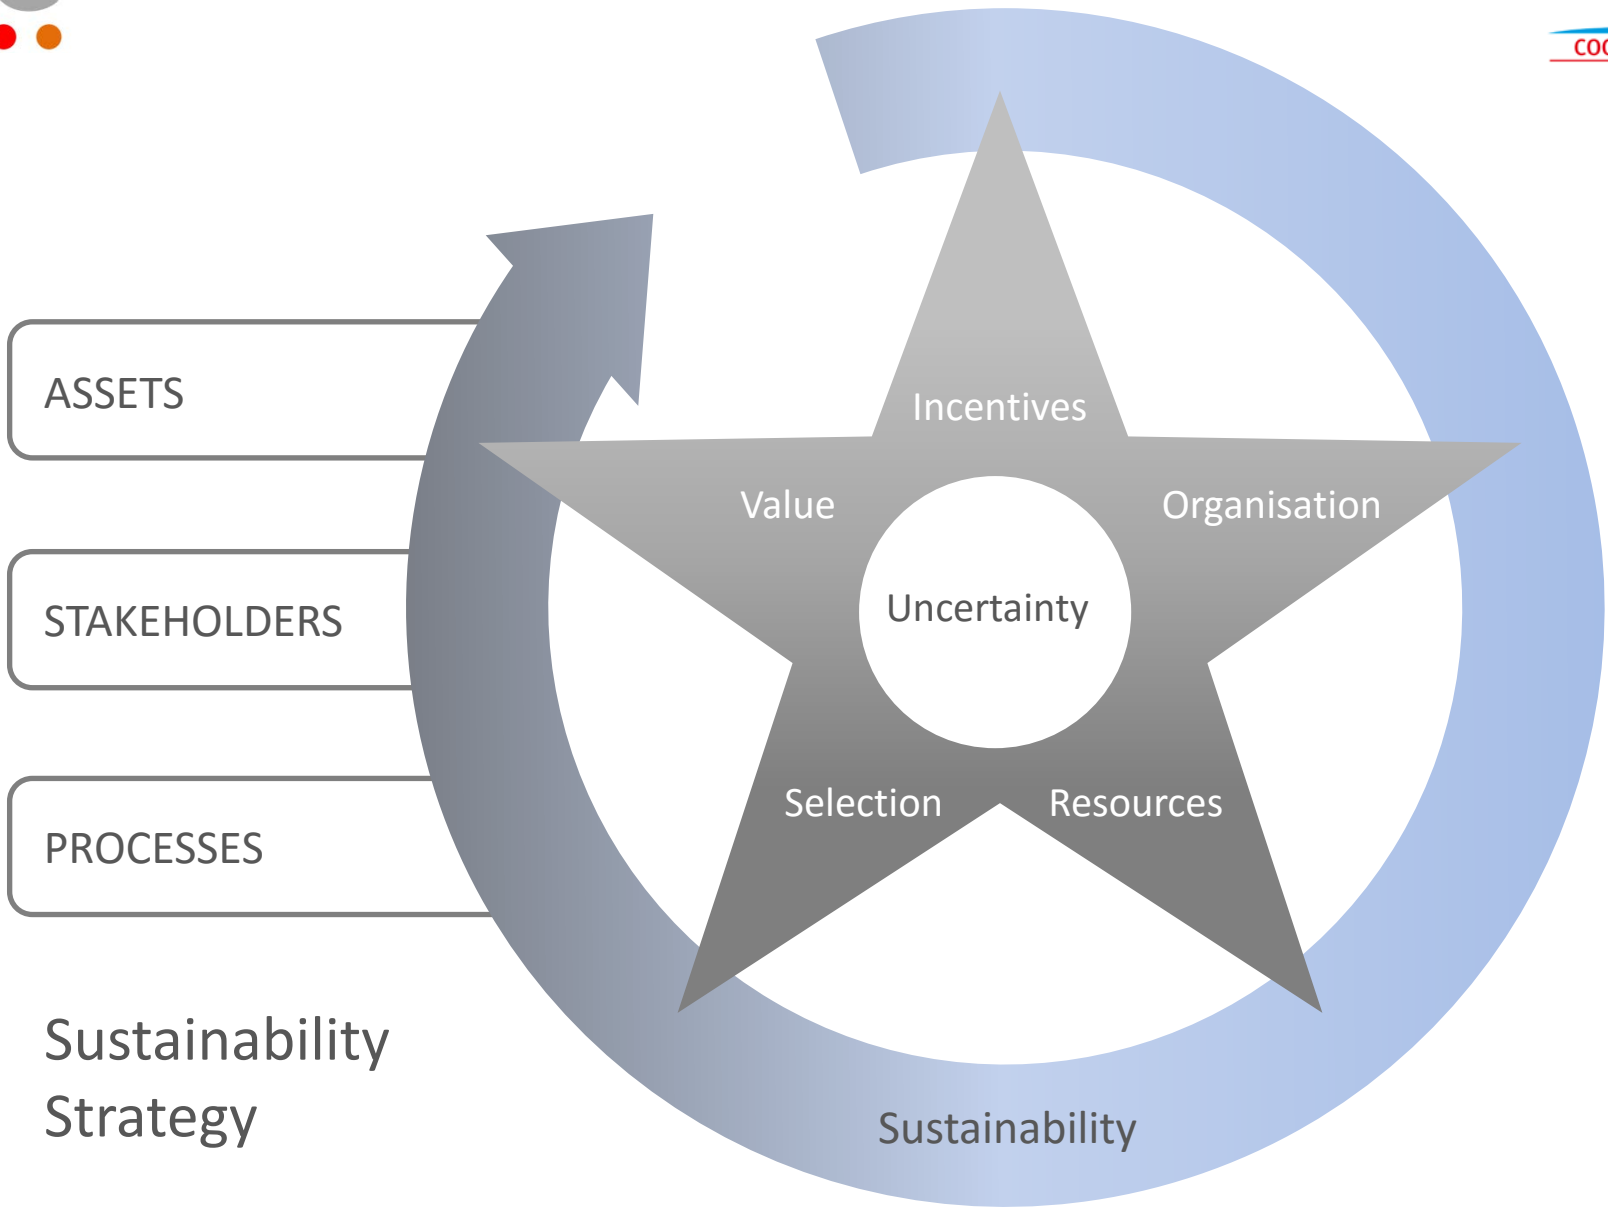 ASSETS
STAKEHOLDERS
PROCESSES
Sustainability
Strategy
Incentives
Value
Organisation
Uncertainty
Selection
Resources
Sustainability